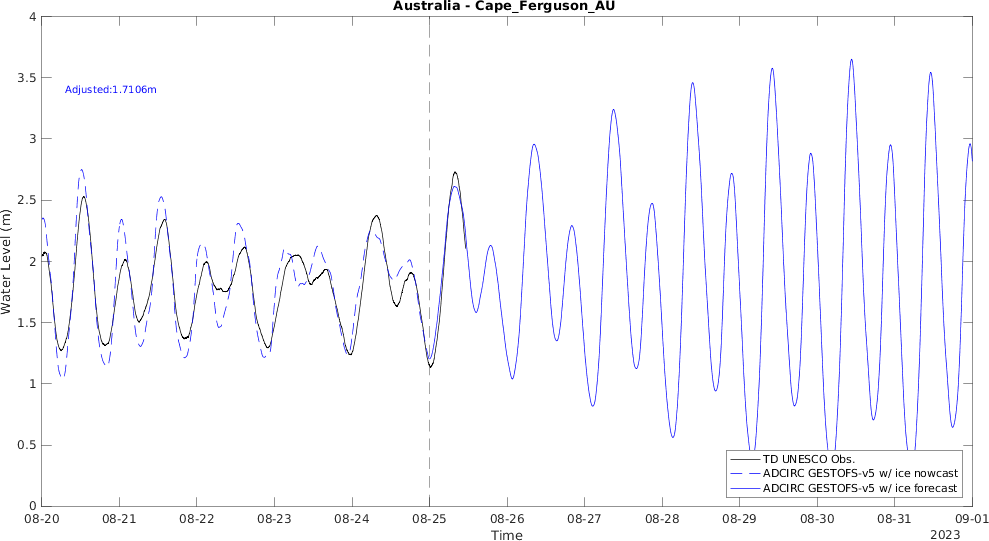 Australia - Cape_Ferguson_AU
4
3.5
Adjusted:1.7106m
3
2.5
2
1.5
1
0.5
0
Water Level (m)
TD UNESCO Obs.
ADCIRC GESTOFS-v5 w/ ice nowcast
ADCIRC GESTOFS-v5 w/ ice forecast
08-20 08-21 08-22 08-23 08-24 08-25 08-26 08-27 08-28 08-29 08-30 08-31 09-01
Time
2023